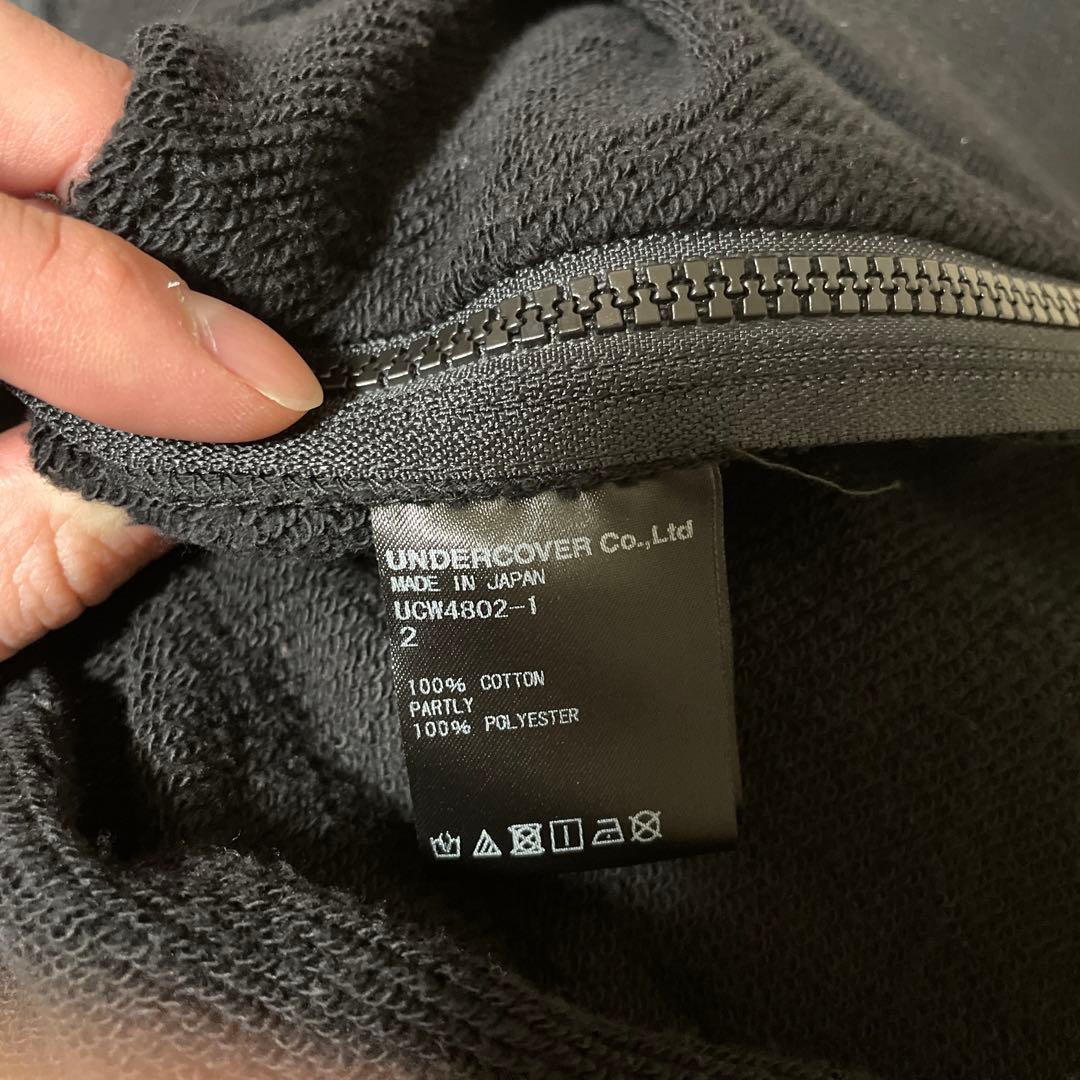 UNDERCOVER Co.,Ltd
MADE IN JAPAN
UCW4802-1
2
100% COTTON
PARTLY
100% POLYESTER